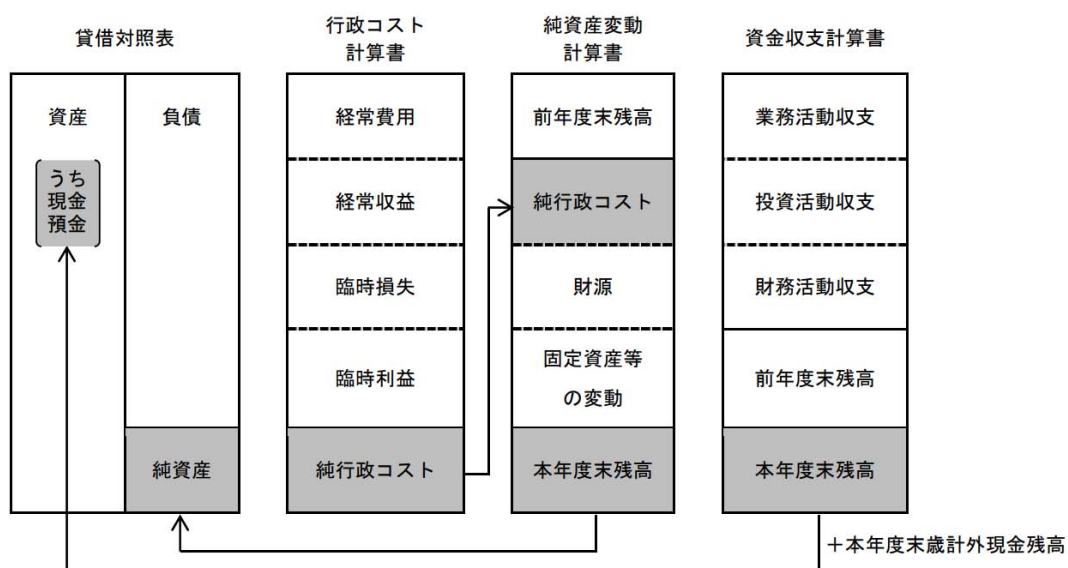 貸借対照表
行政コスト
計算書
純資産変動
計算書
資金収支計算書
資産
負債
うち
現金
預金
純資産
経常費用
経常収益
臨時損失
臨時利益
純行政コスト
前年度末残高
純行政コスト
財源
固定資産等
の変動
本年度末残高
業務活動収支
投資活動収支
財務活動収支
前年度末残高
本年度末残高
+本年度末歳計外現金残高